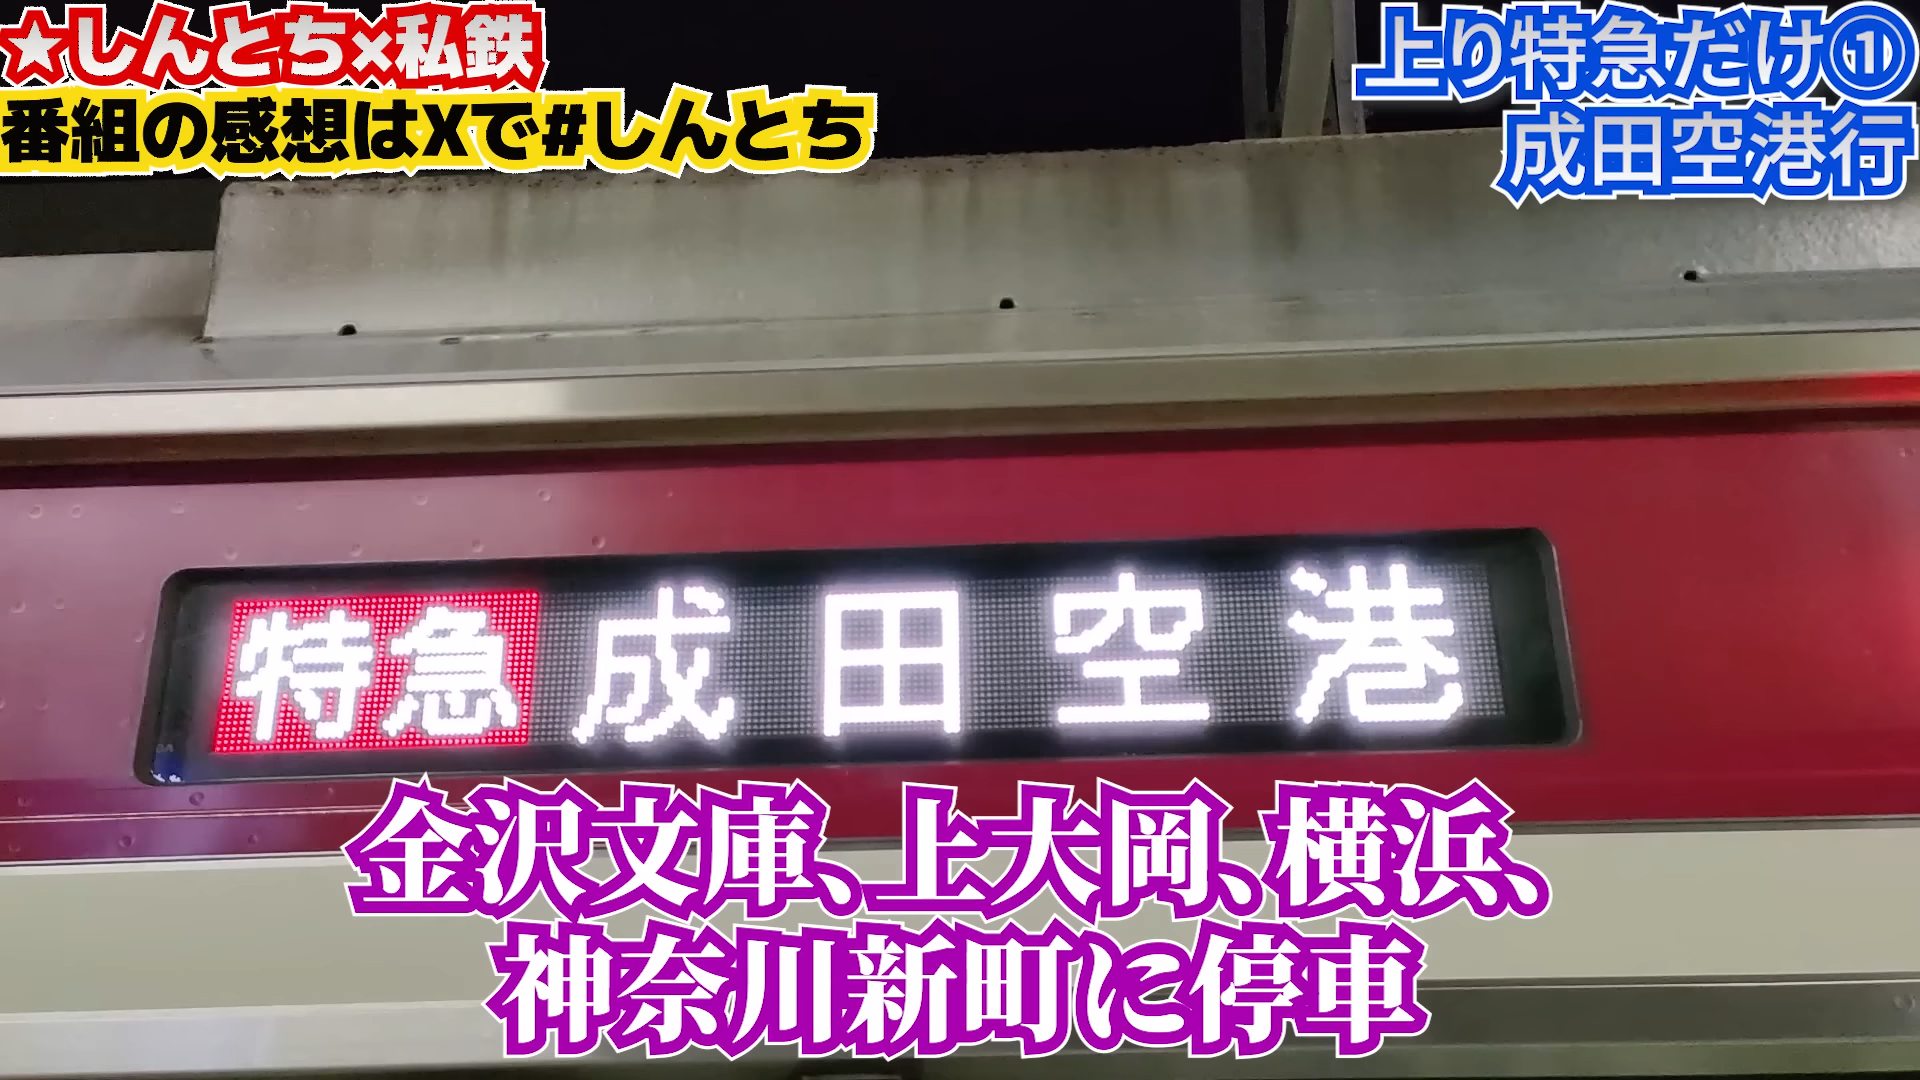 ★しんとち×私鉄
番組の感想はXで#しんとち
上り特急だけ①
成田空港行
特急 成田空港
金沢文庫、上大岡、横浜、
神奈川新町に停車